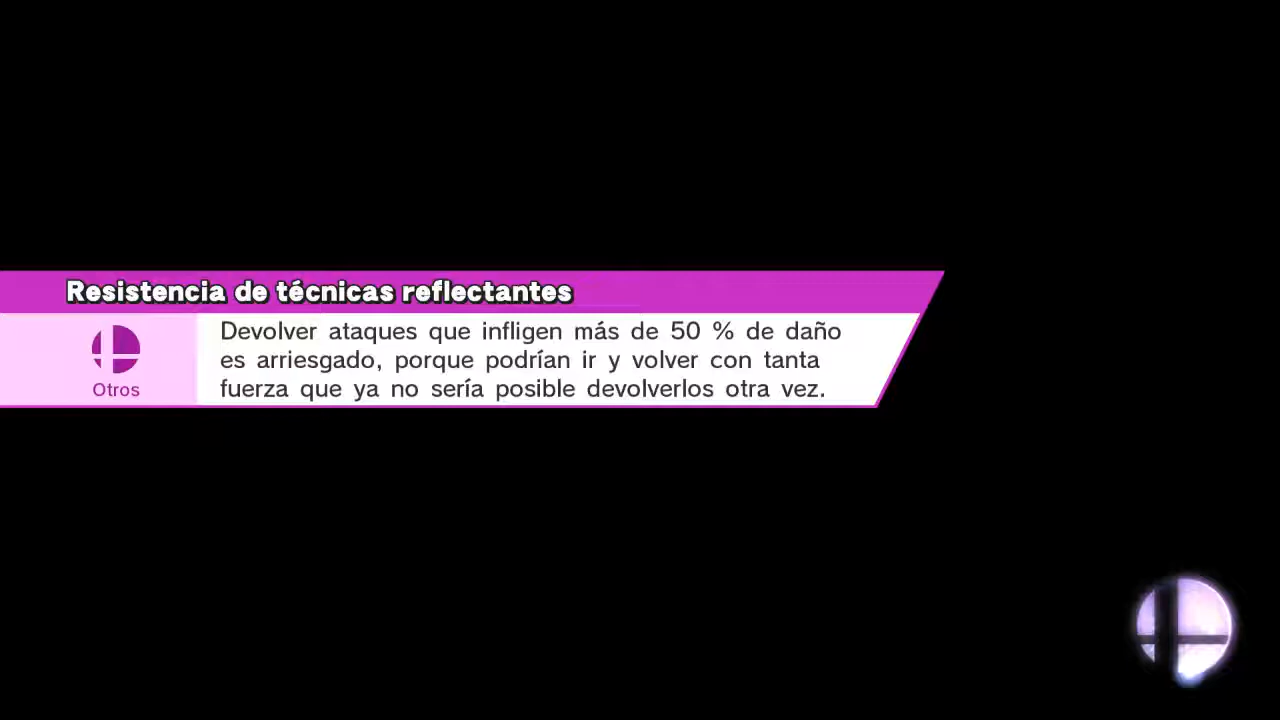 Resistencia de técnicas reflectantes
Otros
Devolver ataques que infligen más de 50 % de daño
es arriesgado, porque podrían ir y volver con tanta
fuerza que ya no sería posible devolverlos otra vez.